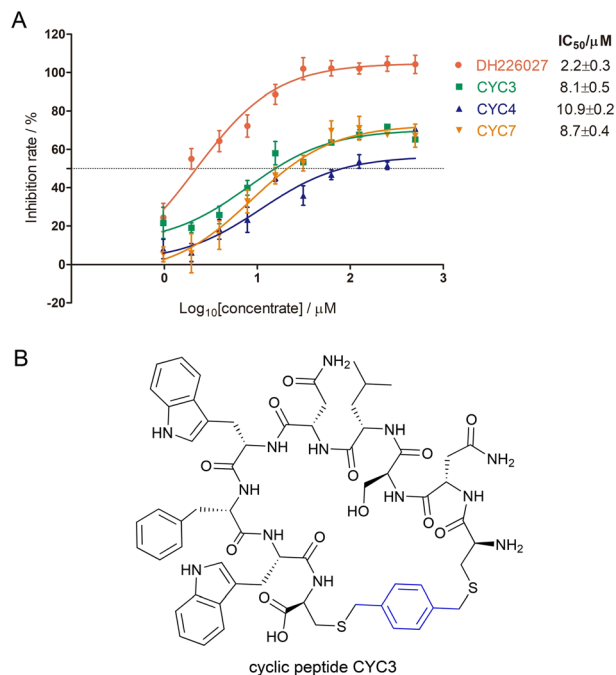 A
IC50/μM
DH226027 2.2±0.3
CYC3 8.1±0.5
CYC4 10.9±0.2
CYC7 8.7±0.4
Inhibition rate / %
120
100
80
60
40
20
0
-20
0 1 2 3
Log10[concentrate] / μM
B
NH2
O
O
O
NH2
HN
O
NH
NH
O
NH
O
O
NH
O
NH
NH
O
HO
O
O
NH2
O
NH
HN
O
NH
O
HO
S
S
cyclic peptide CYC3